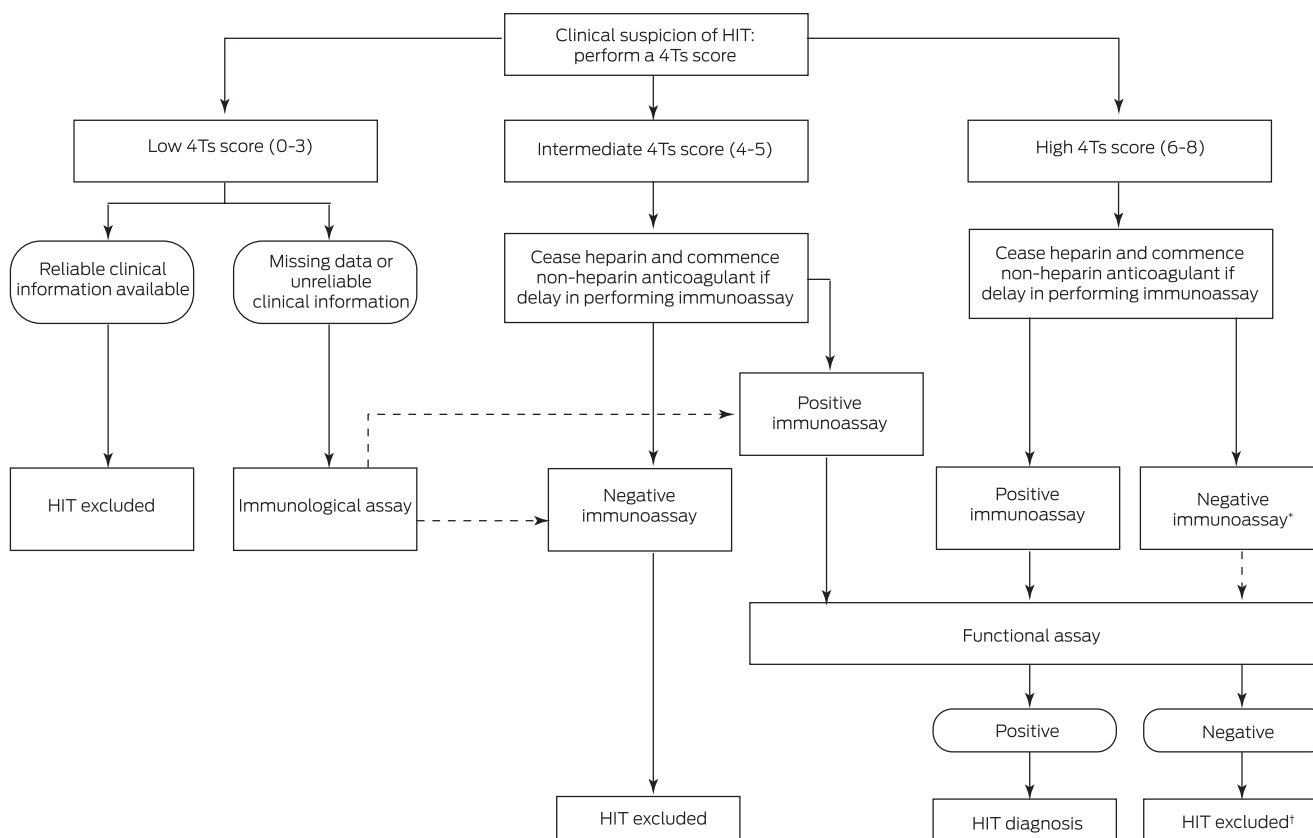 Clinical suspicion of HIT:
perform a 4Ts score
Low 4Ts score (0-3)
Intermediate 4Ts score (4-5)
High 4Ts score (6-8)
Reliable clinical
information available
Missing data or
unreliable
clinical information
Cease heparin and commence
non-heparin anticoagulant if
delay in performing immunoassay
Cease heparin and commence
non-heparin anticoagulant if
delay in performing immunoassay
Positive
immunoassay
HIT excluded
Immunological assay
Negative
immunoassay
Positive
immunoassay
Negative
immunoassay*
Functional assay
Positive
Negative
HIT excluded
HIT diagnosis
HIT excluded†